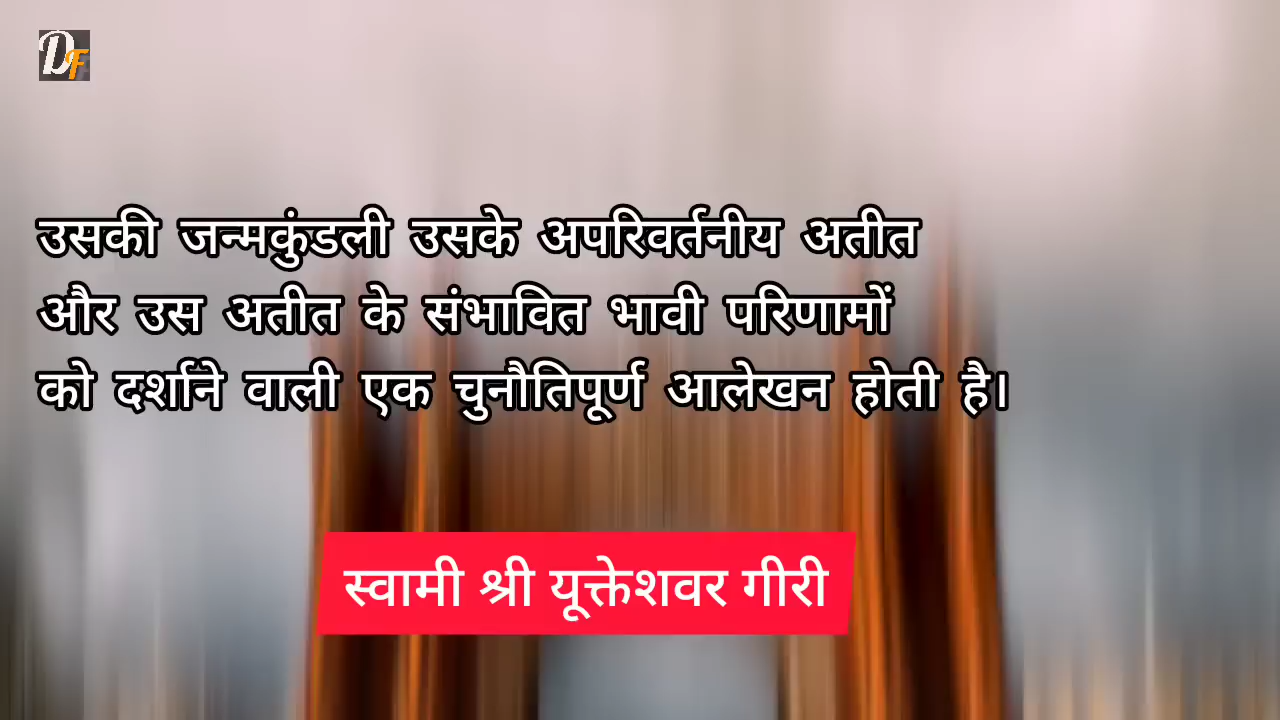 DF
उसकी जन्मकुंडली उसके अपरिवर्तनीय अतीत
और उस अतीत के संभावित भावी परिणामों
को दर्शाने वाली एक चुनौतिपूर्ण आलेखन होती है।
स्वामी श्री यूक्तेशवर गीरी